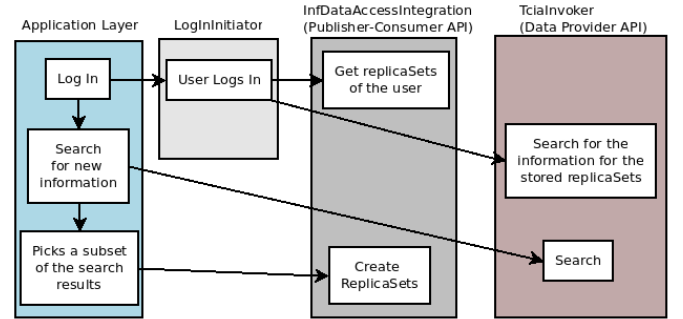 Application Layer
LogInInitiator
InfDataAccessIntegration
(Publisher-Consumer API)
TciaInvoker
(Data Provider API)
Log In
User Logs In
Get replicaSets
of the user
Search
for new
information
Search for the
information for the
stored replicaSets
Picks a subset
of the search
results
Create
ReplicaSets
Search